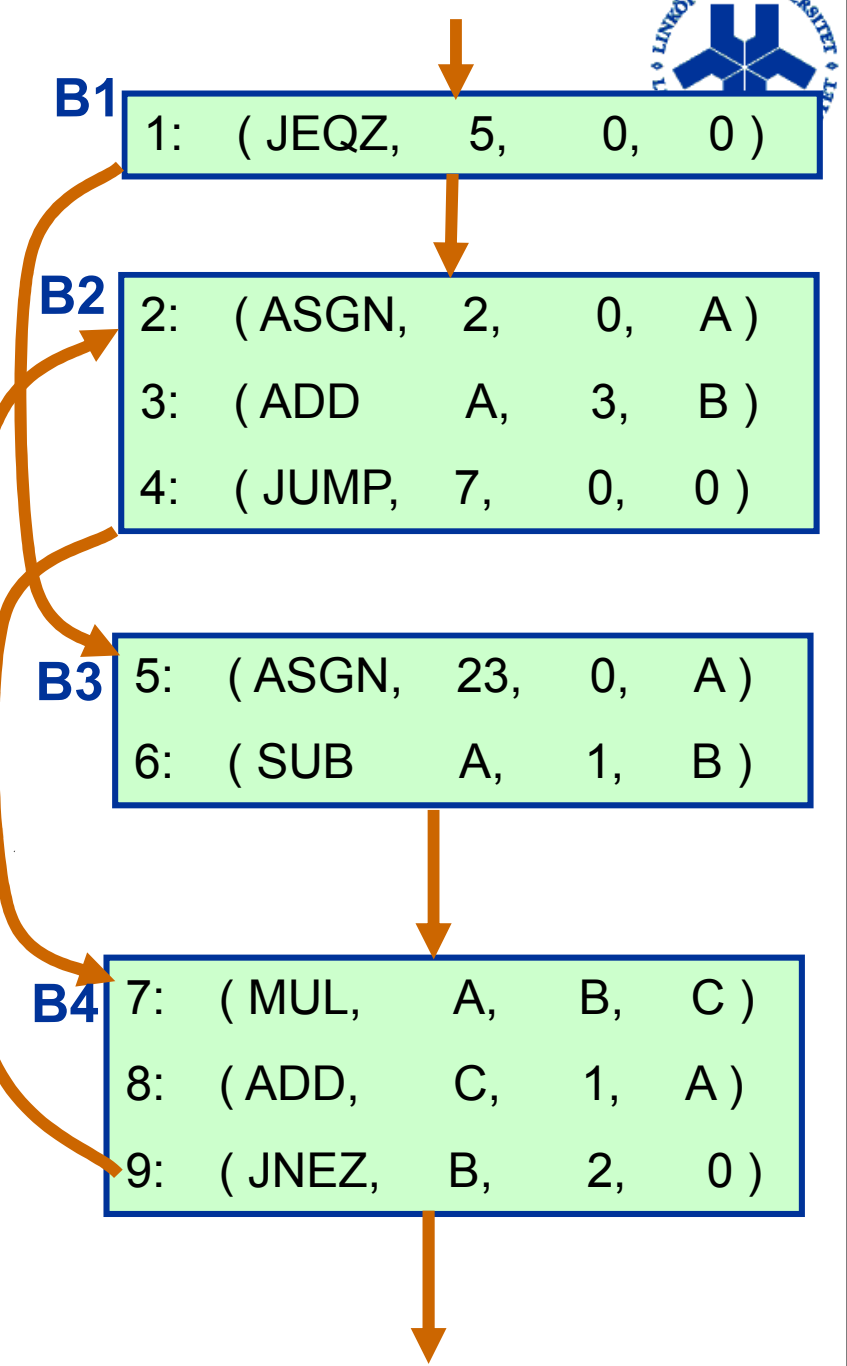 B1
1: ( JEQZ, 5, 0, 0 )
B2
2: ( ASGN, 2, 0, A )
3: ( ADD A, 3, B )
4: ( JUMP, 7, 0, 0 )
B3
5: ( ASGN, 23, 0, A )
6: ( SUB A, 1, B )
B4
7: ( MUL, A, B, C )
8: ( ADD, C, 1, A )
9: ( JNEZ, B, 2, 0 )